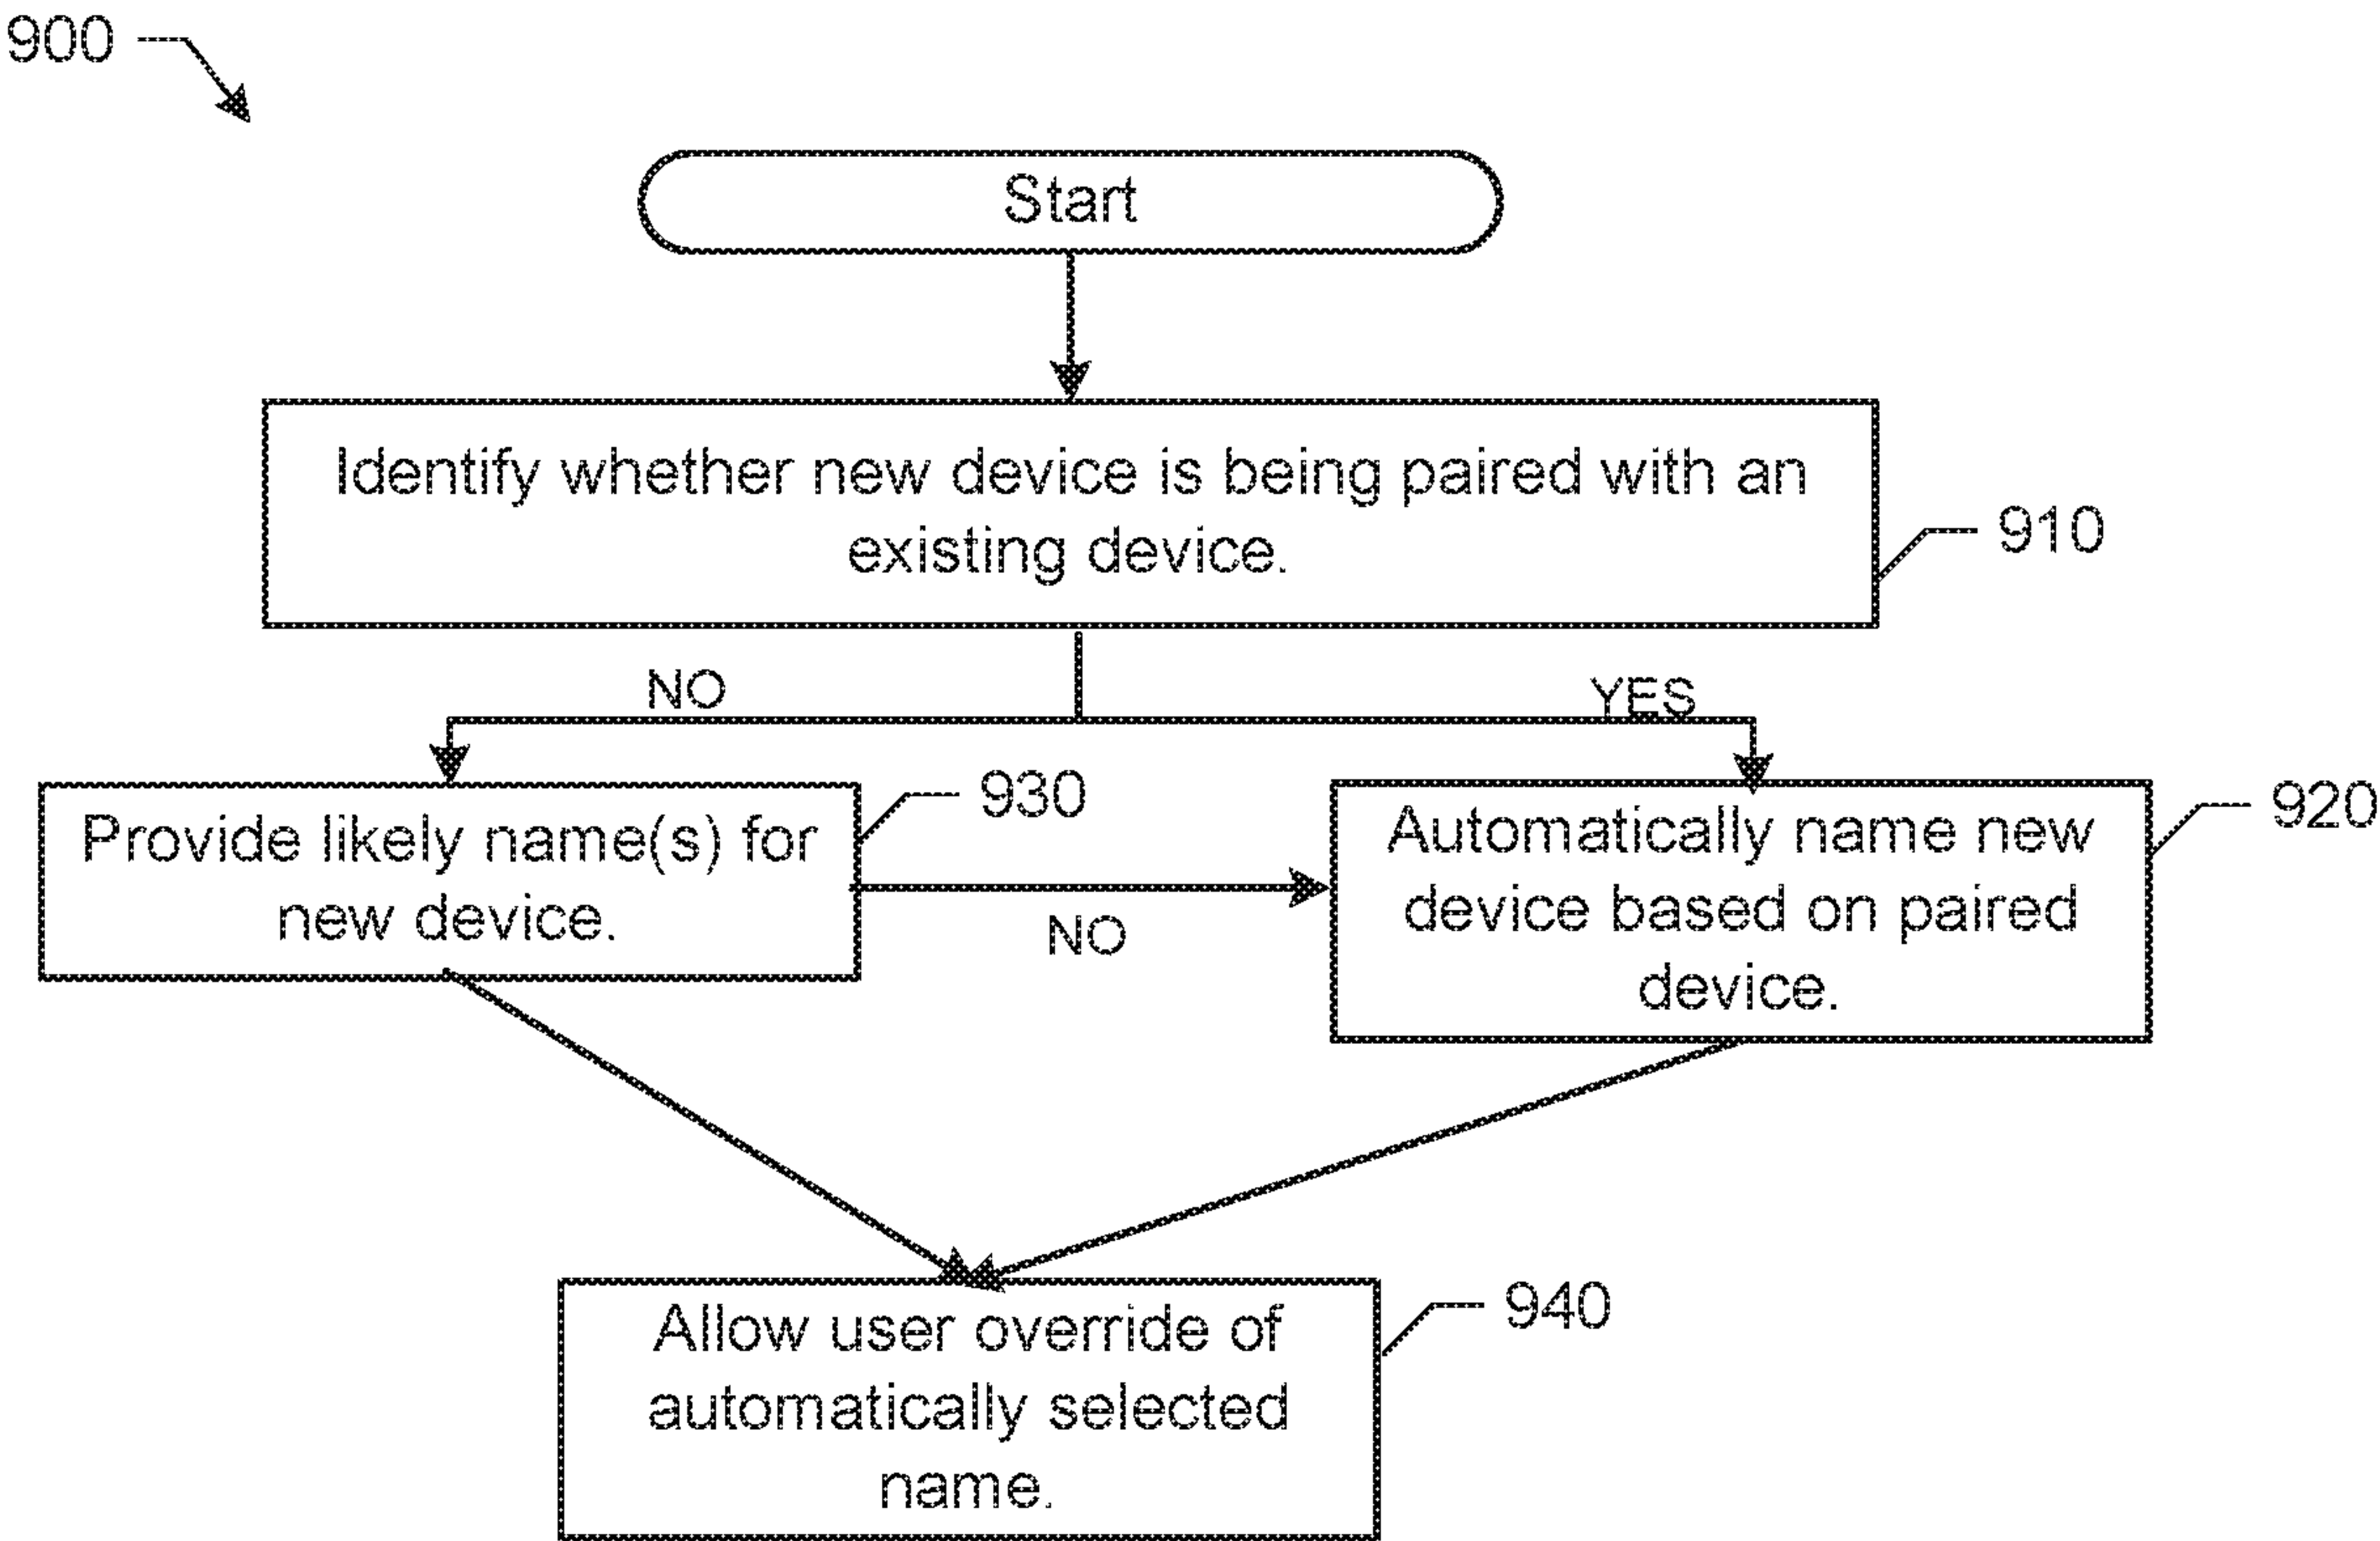 900
Start
Identify whether new device is being paired with an
existing device.
910
NO
YES
Provide likely name(s) for
new device.
930
NO
Automatically name new
device based on paired
device.
920
Allow user override of
automatically selected
name.
940